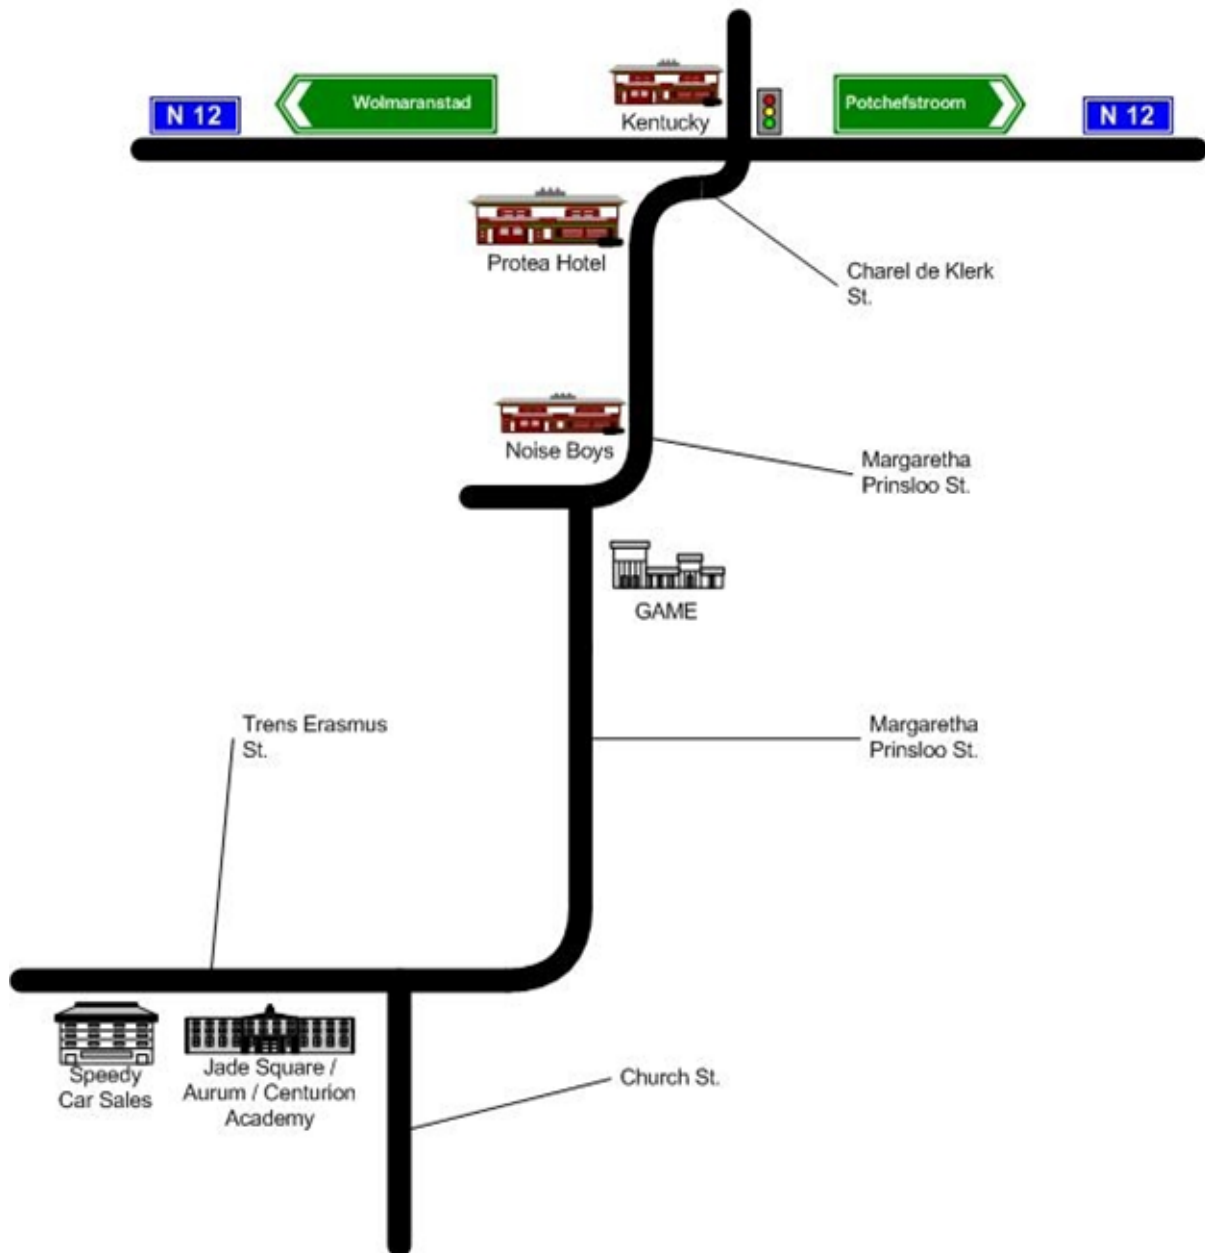 N 12
Wolmaranstad
Kentucky
Potchefstroom
N 12
Protea Hotel
Charel de Klerk
St.
Noise Boys
Margaretha
Prinsloo St.
GAME
Trens Erasmus
St.
Margaretha
Prinsloo St.
Speedy
Car Sales
Jade Square /
Aurum / Centurion
Academy
Church St.